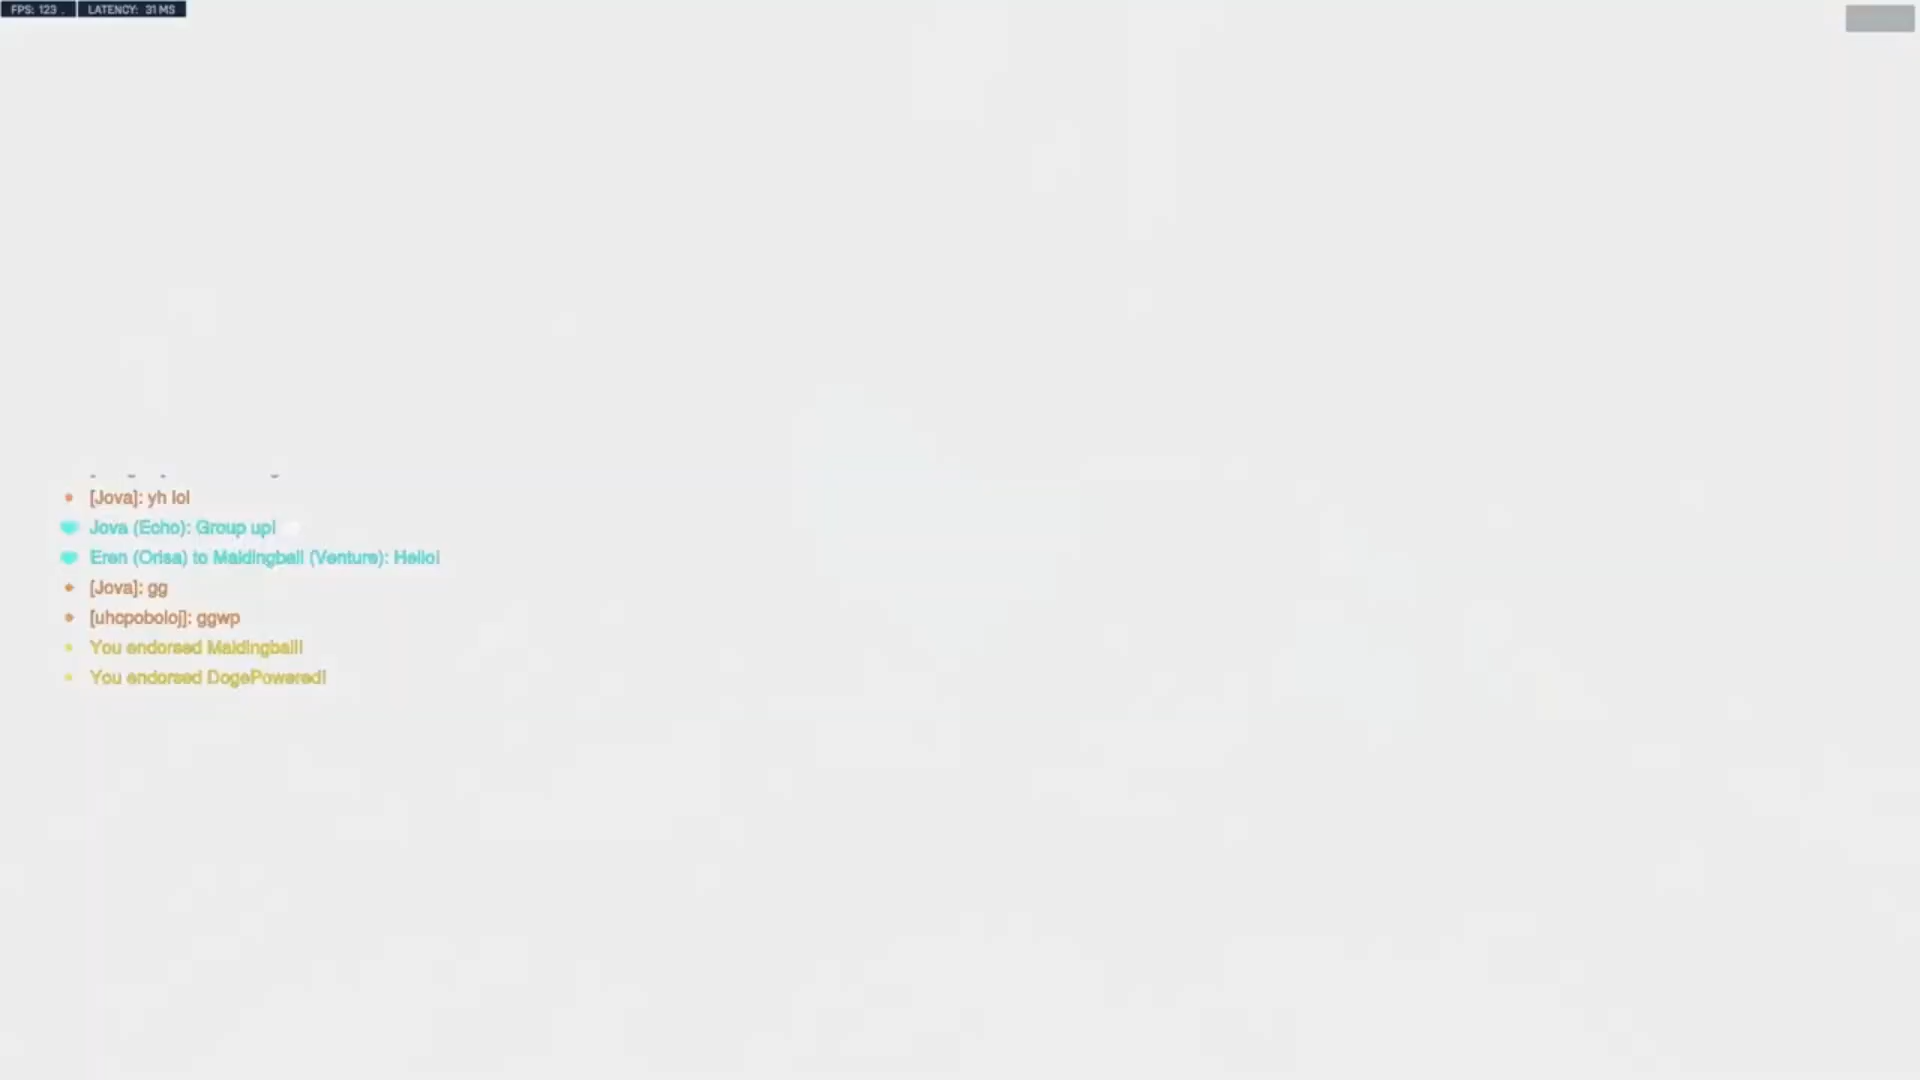 FPS: 123 . LATENCY: 31 MS
[Jova]: yh lol
Jova (Echo): Group up!
Eren (Orisa) to Maidingball (Venture): Hello!
[Jova]: gg
[uhcpoboloj]: ggwp
You endorsed Maidingball!
You endorsed DogePowered!